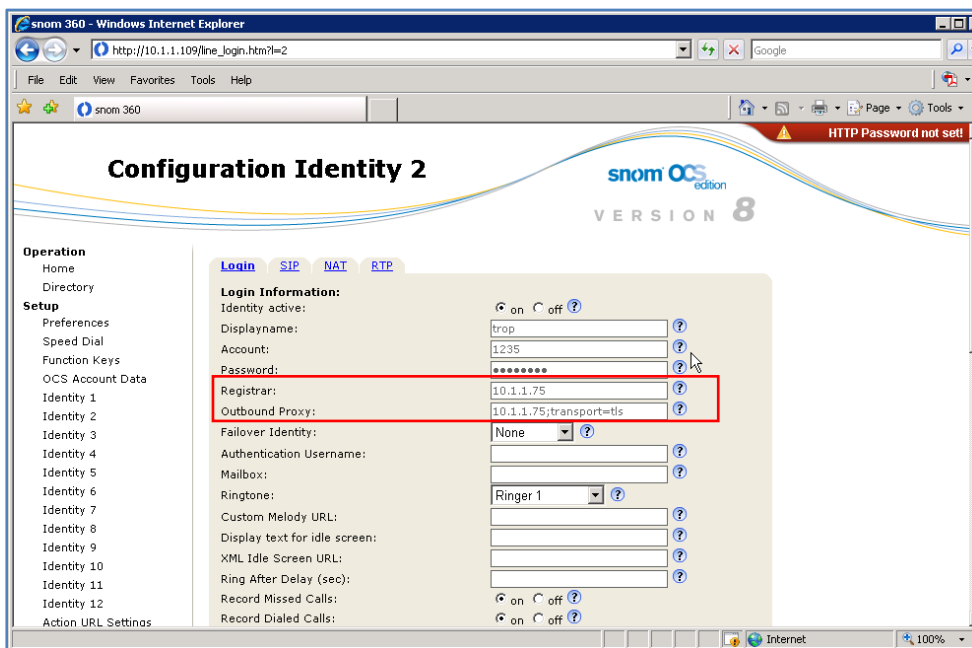 snom 360 - Windows Internet Explorer
http://10.1.1.109/line_login.htm?l=2
Google
File Edit View Favorites Tools Help
snom 360
Page Tools
HTTP Password not set!
Configuration Identity 2
snom OCS edition
VERSION 8
Operation
Home
Directory
Setup
Preferences
Speed Dial
Function Keys
OCS Account Data
Identity 1
Identity 2
Identity 3
Identity 4
Identity 5
Identity 6
Identity 7
Identity 8
Identity 9
Identity 10
Identity 11
Identity 12
Action URL Settings
Login SIP NAT RTP
Login Information:
Identity active: on off ?
Displayname: trop ?
Account: 1235 ?
Password: •••••••• ?
Registrar: 10.1.1.75 ?
Outbound Proxy: 10.1.1.75;transport=tls ?
Failover Identity: None ?
Authentication Username: ?
Mailbox: ?
Ringtone: Ringer 1 ?
Custom Melody URL: ?
Display text for idle screen: ?
XML Idle Screen URL: ?
Ring After Delay (sec): ?
Record Missed Calls: on off ?
Record Dialed Calls: on off ?
Internet 100%